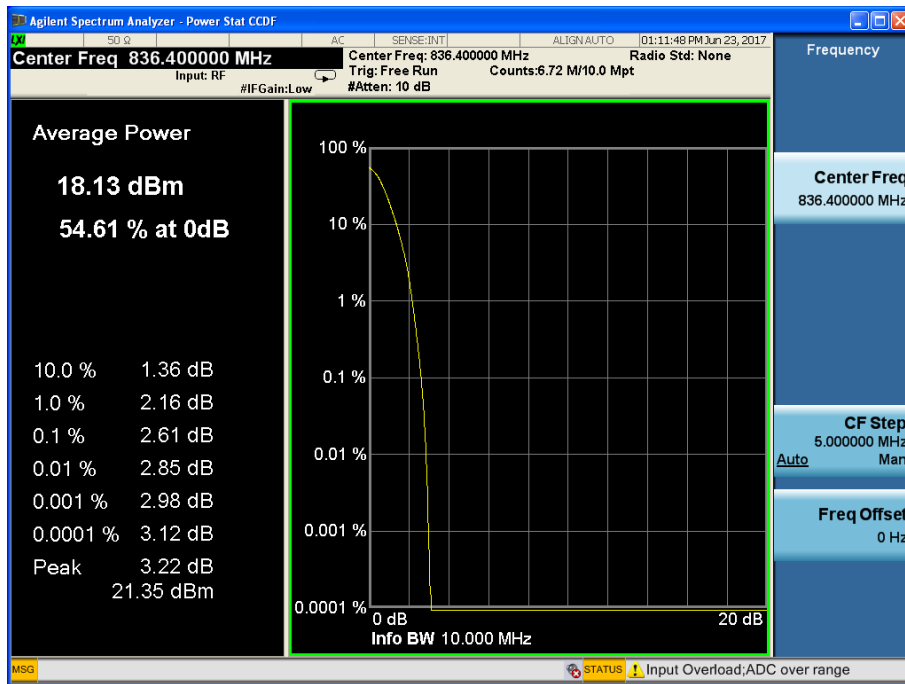 Agilent Spectrum Analyzer - Power Stat CCDF
LXI 50 Ω AC SENSE:INT ALIGN AUTO 01:11:48 PM Jun 23, 2017
Center Freq 836.400000 MHz
Input: RF
#IFGain:Low
Center Freq: 836.400000 MHz Radio Std: None
Trig: Free Run Counts:6.72 M/10.0 Mpt
#Atten: 10 dB
Frequency
Average Power
18.13 dBm
54.61 % at 0dB
10.0 % 1.36 dB
1.0 % 2.16 dB
0.1 % 2.61 dB
0.01 % 2.85 dB
0.001 % 2.98 dB
0.0001 % 3.12 dB
Peak 3.22 dB
21.35 dBm
100 %
10 %
1 %
0.1 %
0.01 %
0.001 %
0.0001 %
0 dB 20 dB
Info BW 10.000 MHz
Center Freq
836.400000 MHz
CF Step
5.000000 MHz
Auto Man
Freq Offset
0 Hz
MSG STATUS Input Overload;ADC over range